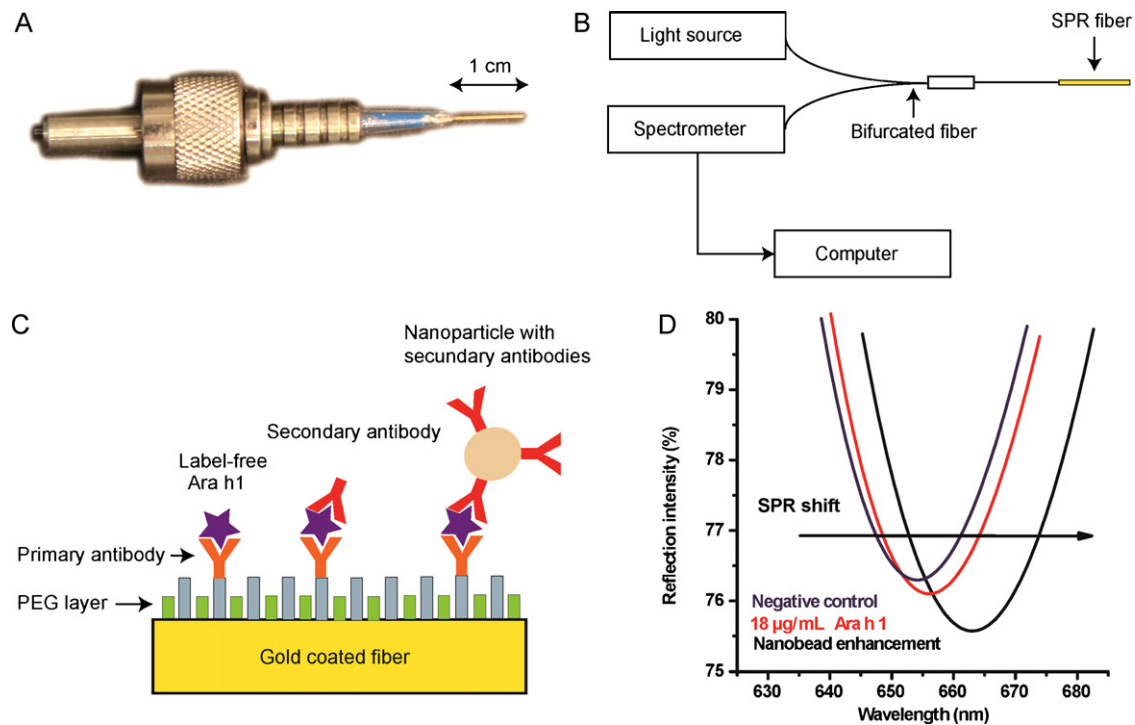 A
1 cm
B
Light source
SPR fiber
Spectrometer
Bifurcated fiber
Computer
C
Nanoparticle with
secundary antibodies
Secondary antibody
Label-free
Ara h1
Primary antibody
PEG layer
Gold coated fiber
D
80
79
78
77
76
75
Reflection intensity (%)
SPR shift
Negative control
18 µg/mL Ara h 1
Nanobead enhancement
630 640 650 660 670 680
Wavelength (nm)